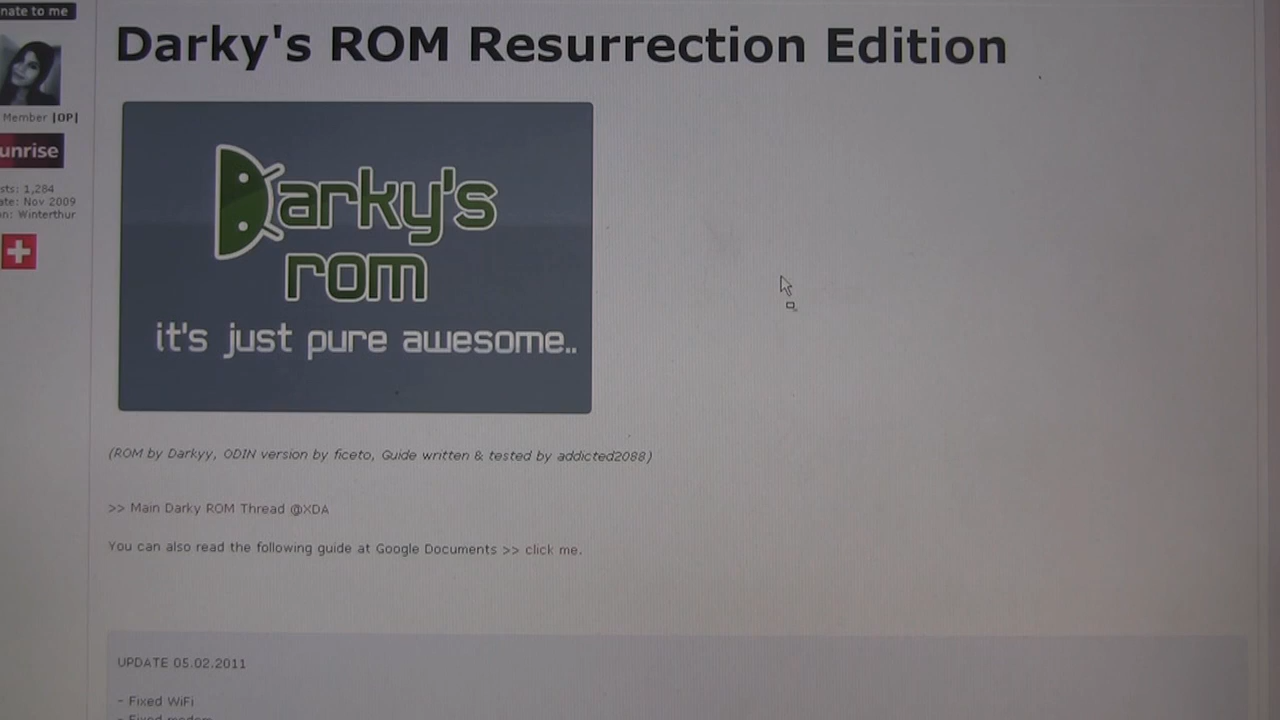 nate to me
Darky's ROM Resurrection Edition
Member |OP|
unrise
sts: 1,284
ate: Nov 2009
on: Winterthur
Darky's
rom
it's just pure awesome..
(ROM by Darkyy, ODIN version by ficeto, Guide written & tested by addicted2088)
>> Main Darky ROM Thread @XDA
You can also read the following guide at Google Documents >> click me.
UPDATE 05.02.2011
- Fixed WiFi
- Fixed modem